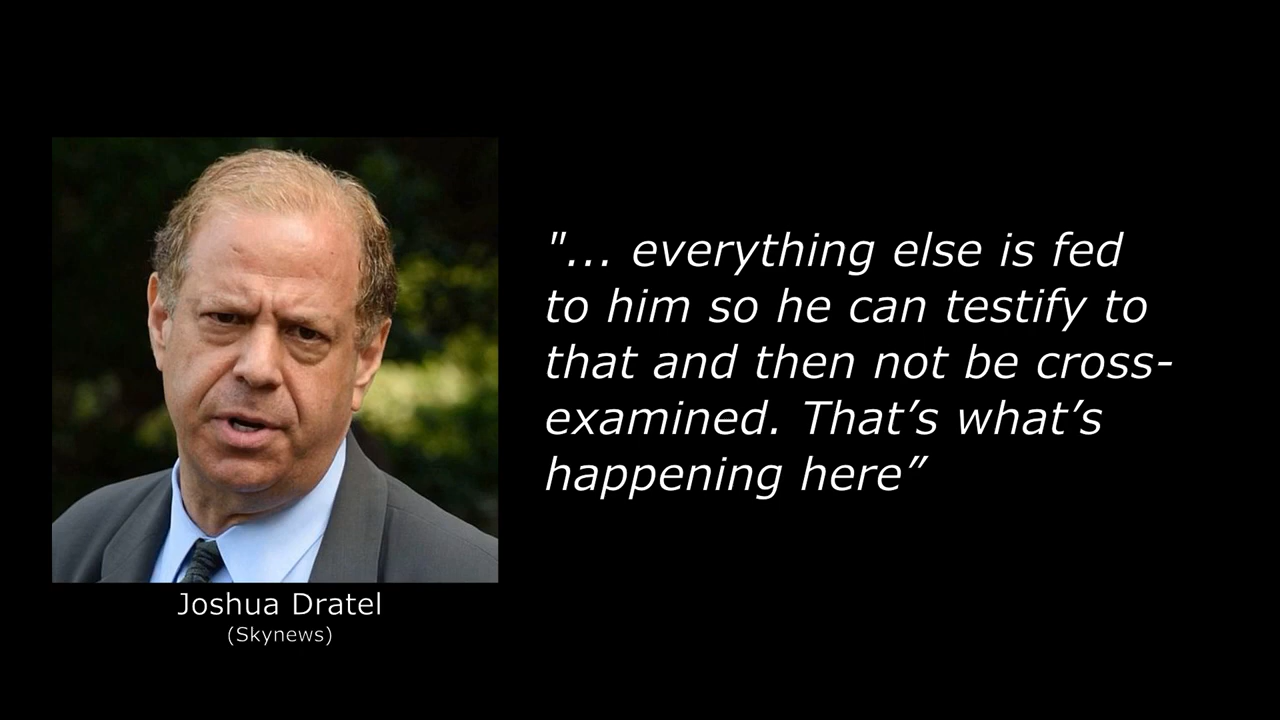 "... everything else is fed
to him so he can testify to
that and then not be cross-
examined. That’s what’s
happening here”
Joshua Dratel
(Skynews)